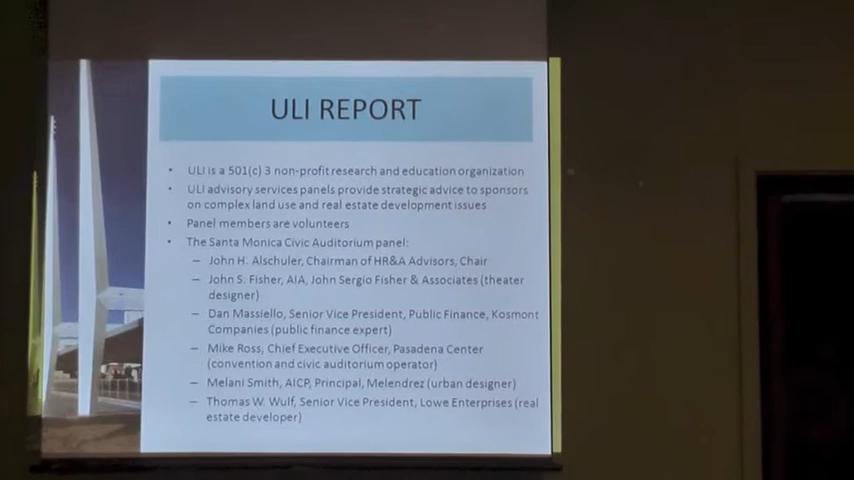 ULI REPORT
• ULI is a 501(c) 3 non-profit research and education organization
• ULI advisory services panels provide strategic advice to sponsors
on complex land use and real estate development issues
• Panel members are volunteers
• The Santa Monica Civic Auditorium panel:
– John H. Alschuler, Chairman of HR&A Advisors, Chair
– John S. Fisher, AIA, John Sergio Fisher & Associates (theater
designer)
– Dan Massiello, Senior Vice President, Public Finance, Kosmont
Companies (public finance expert)
– Mike Ross, Chief Executive Officer, Pasadena Center
(convention and civic auditorium operator)
– Melani Smith, AICP, Principal, Melendrez (urban designer)
– Thomas W. Wulf, Senior Vice President, Lowe Enterprises (real
estate developer)